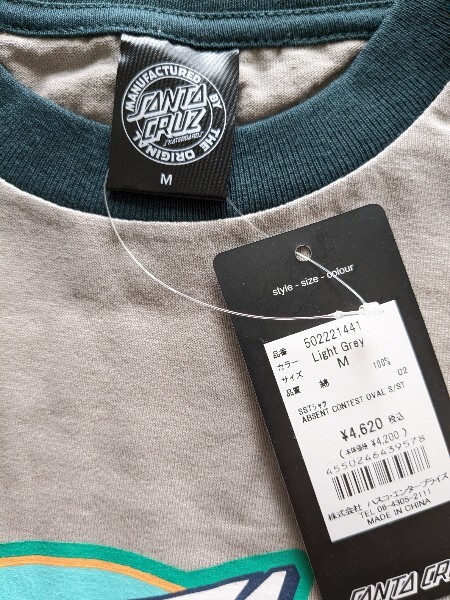 MANUFACTURED BY THE ORIGINAL
SANTA
CRUZ
SKATEBOARDS
M
style - size - colour
品番 502221441
カラー Light Grey
サイズ M
品質 綿 100%
02
SSTシャツ
ABSENT CONTEST OVAL S/ST
¥4,620 税込
(本体価格 ¥4,200)
4550246439578
株式会社 ハスコ・エンタープライズ
TEL 06-4305-2111
MADE IN CHINA
SANTA CR